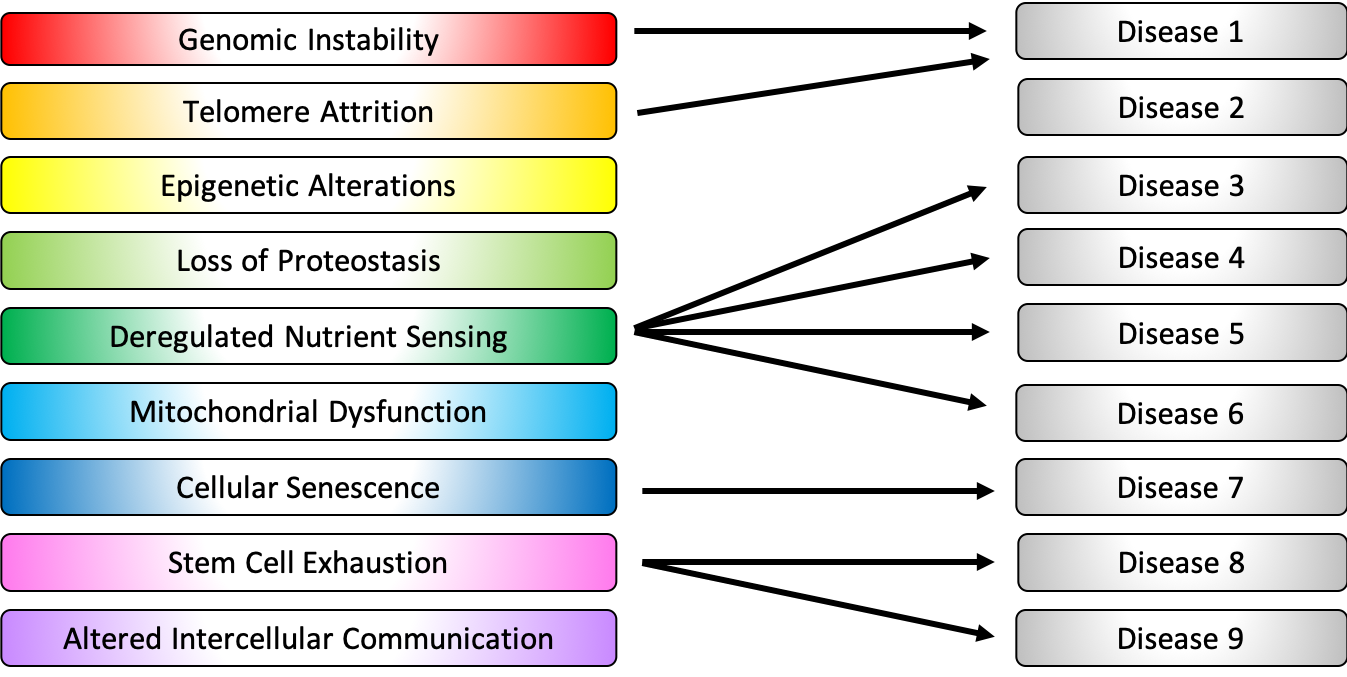 Genomic Instability
Telomere Attrition
Epigenetic Alterations
Loss of Proteostasis
Deregulated Nutrient Sensing
Mitochondrial Dysfunction
Cellular Senescence
Stem Cell Exhaustion
Altered Intercellular Communication
Disease 1
Disease 2
Disease 3
Disease 4
Disease 5
Disease 6
Disease 7
Disease 8
Disease 9